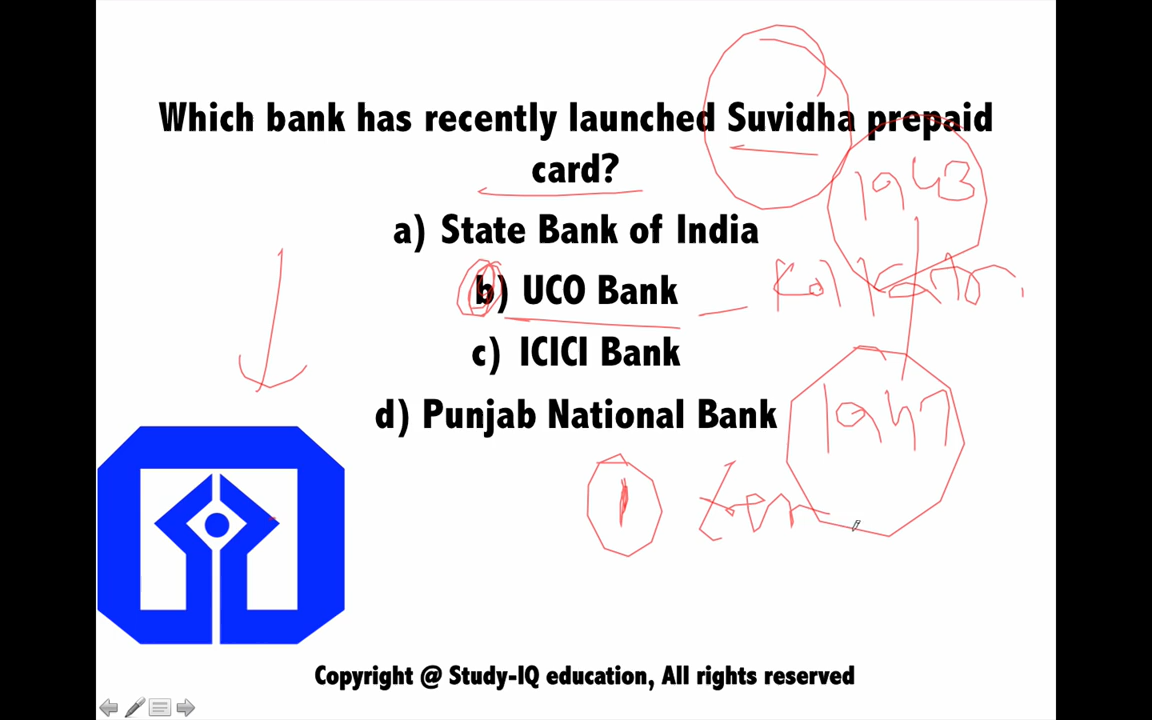 Which bank has recently launched Suvidha prepaid
card?
1943
a) State Bank of India
b) UCO Bank
Kolkata
c) ICICI Bank
d) Punjab National Bank
1947
1
Copyright @ Study-IQ education, All rights reserved